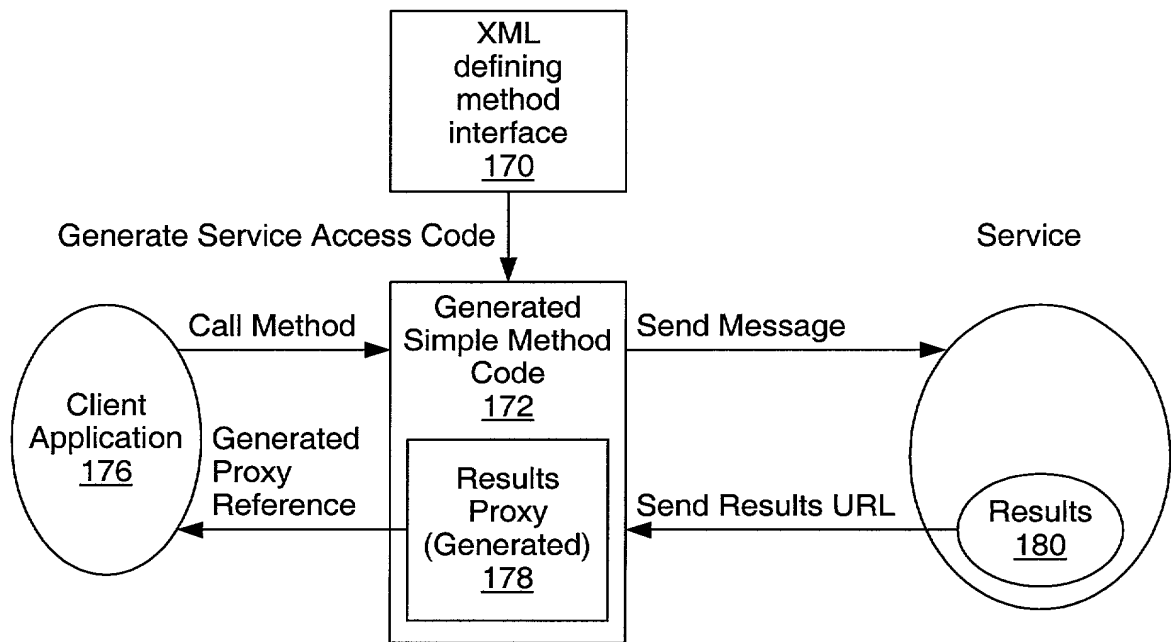 XML
defining
method
interface
170
Generate Service Access Code
Service
Call Method
Generated
Simple Method
Code
172
Send Message
Client
Application
176
Generated
Proxy
Reference
Results
Proxy
(Generated)
178
Send Results URL
Results
180